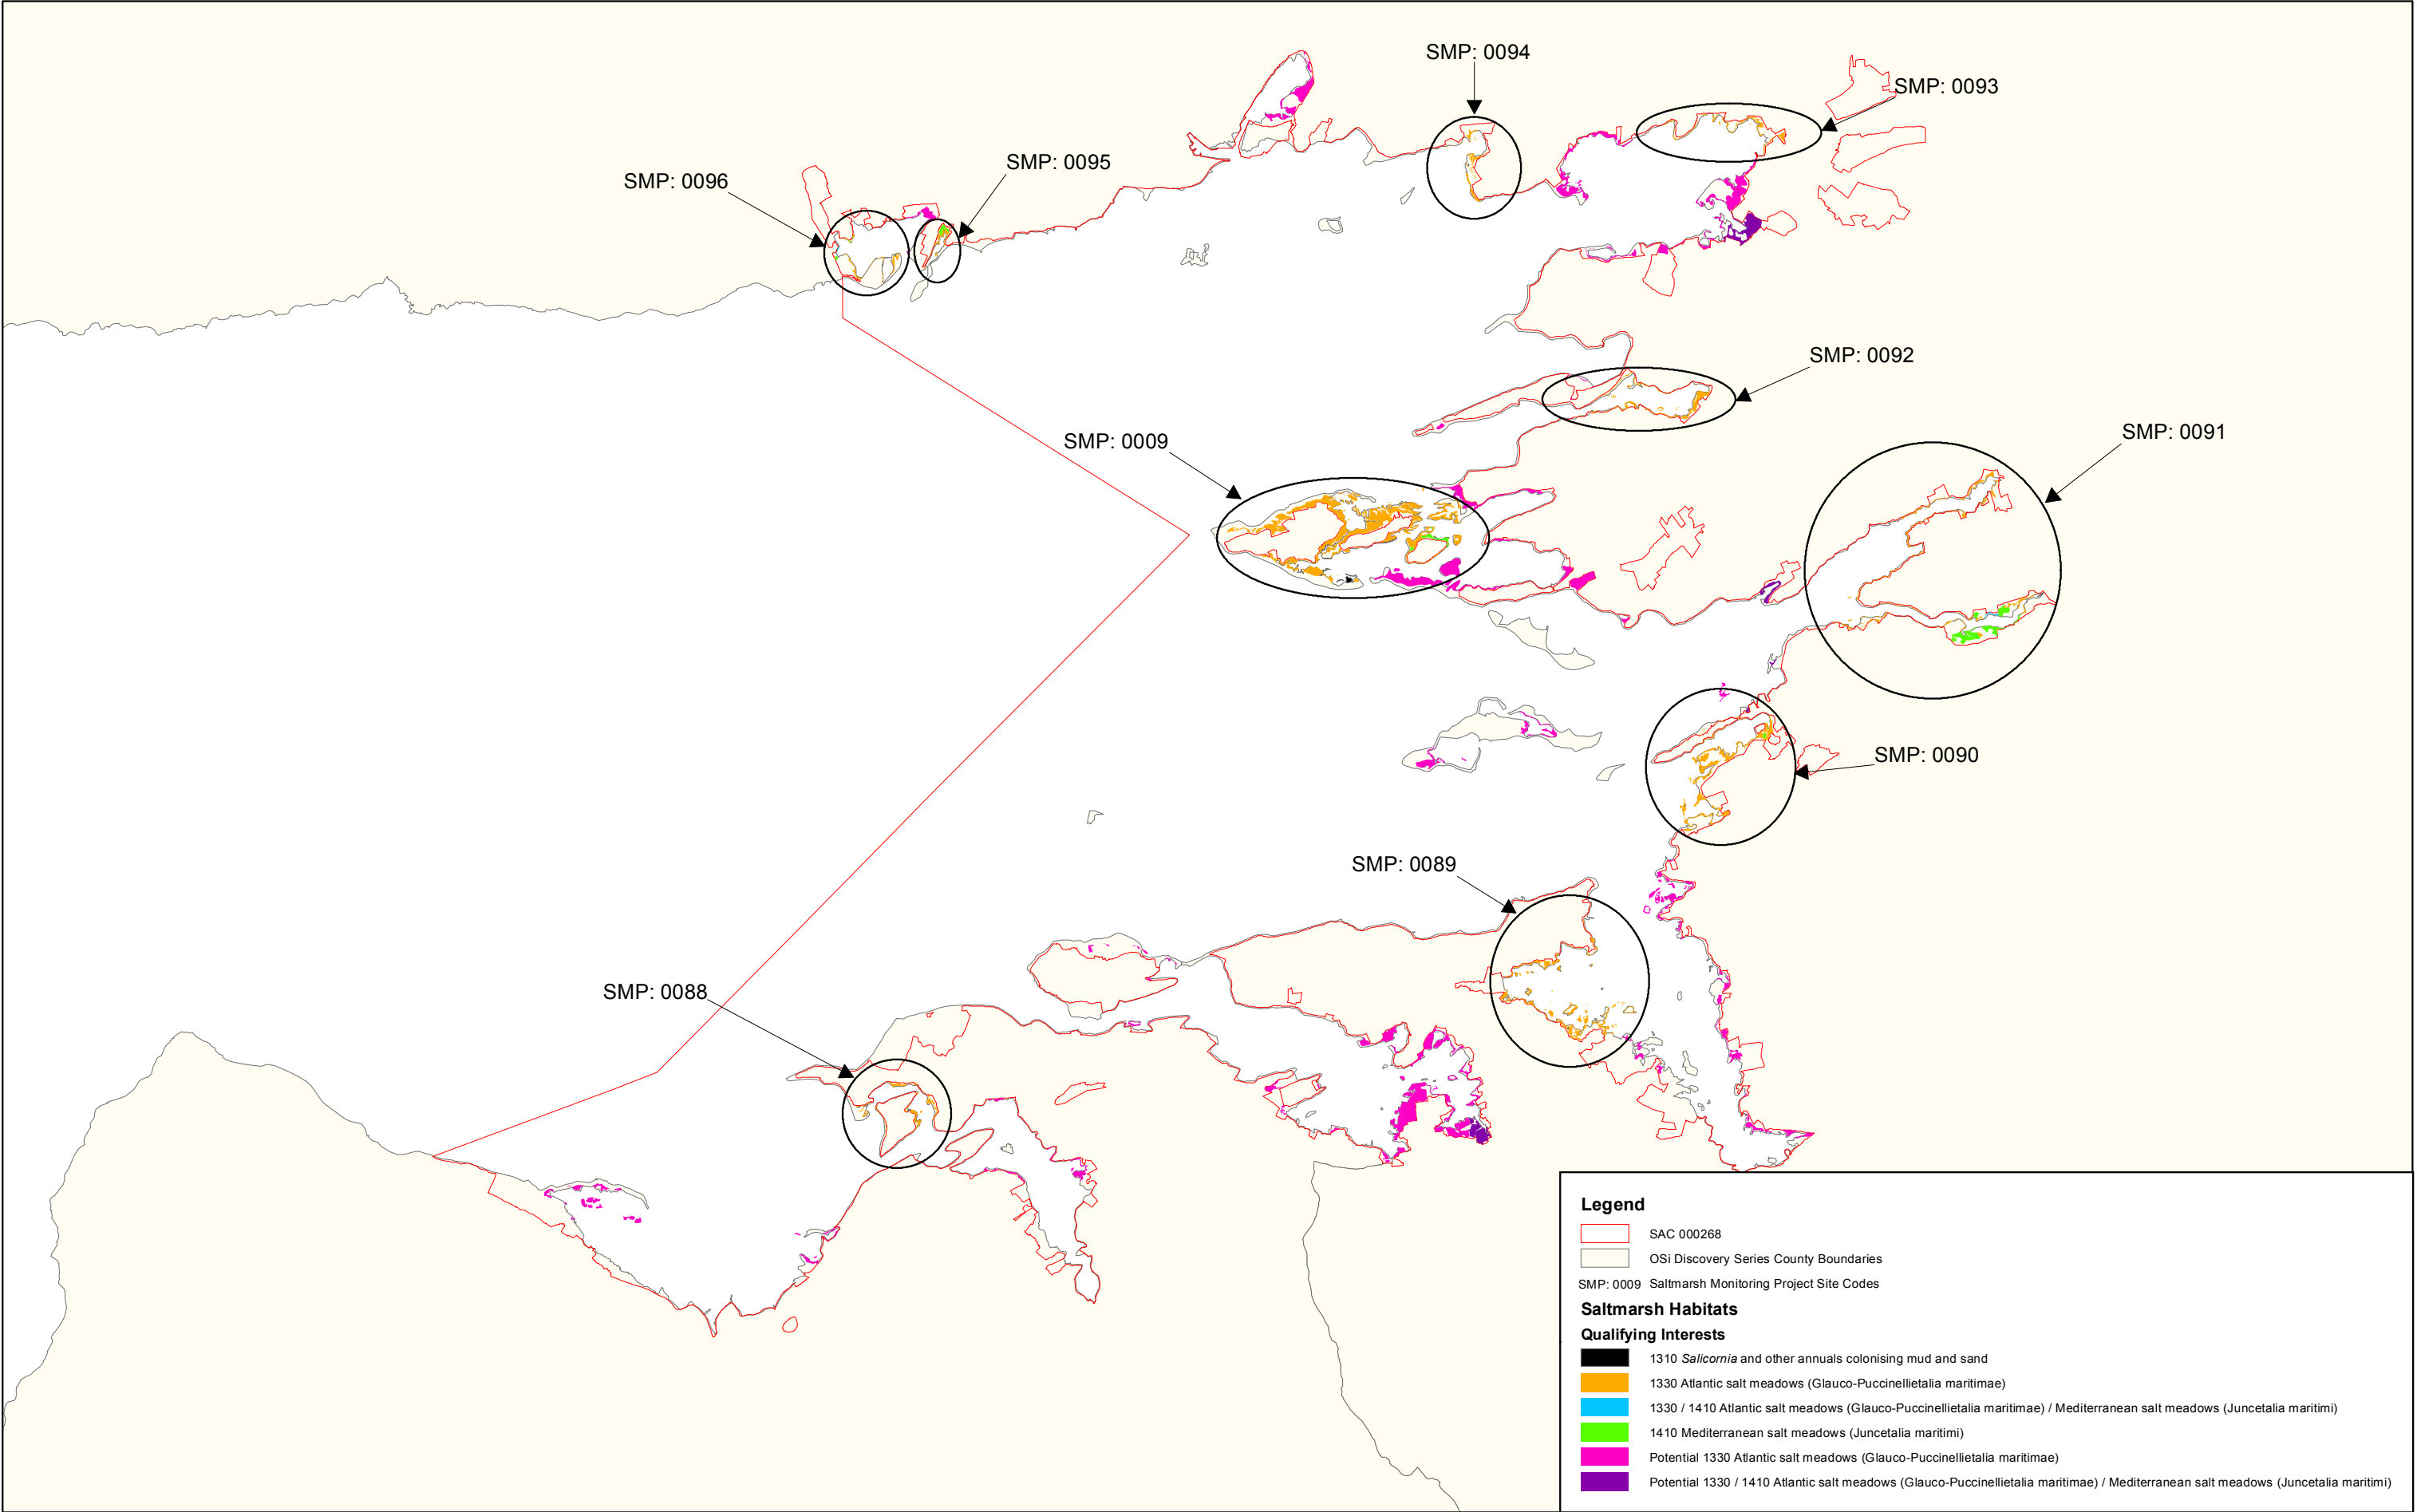 SMP: 0094
SMP: 0093
SMP: 0095
SMP: 0096
SMP: 0092
SMP: 0009
SMP: 0091
SMP: 0090
SMP: 0089
SMP: 0088
Legend
SAC 000268
OSi Discovery Series County Boundaries
SMP: 0009 Saltmarsh Monitoring Project Site Codes
Saltmarsh Habitats
Qualifying Interests
1310 Salicornia and other annuals colonising mud and sand
1330 Atlantic salt meadows (Glauco-Puccinellietalia maritimae)
1330 / 1410 Atlantic salt meadows (Glauco-Puccinellietalia maritimae) / Mediterranean salt meadows (Juncetalia maritimi)
1410 Mediterranean salt meadows (Juncetalia maritimi)
Potential 1330 Atlantic salt meadows (Glauco-Puccinellietalia maritimae)
Potential 1330 / 1410 Atlantic salt meadows (Glauco-Puccinellietalia maritimae) / Mediterranean salt meadows (Juncetalia maritimi)